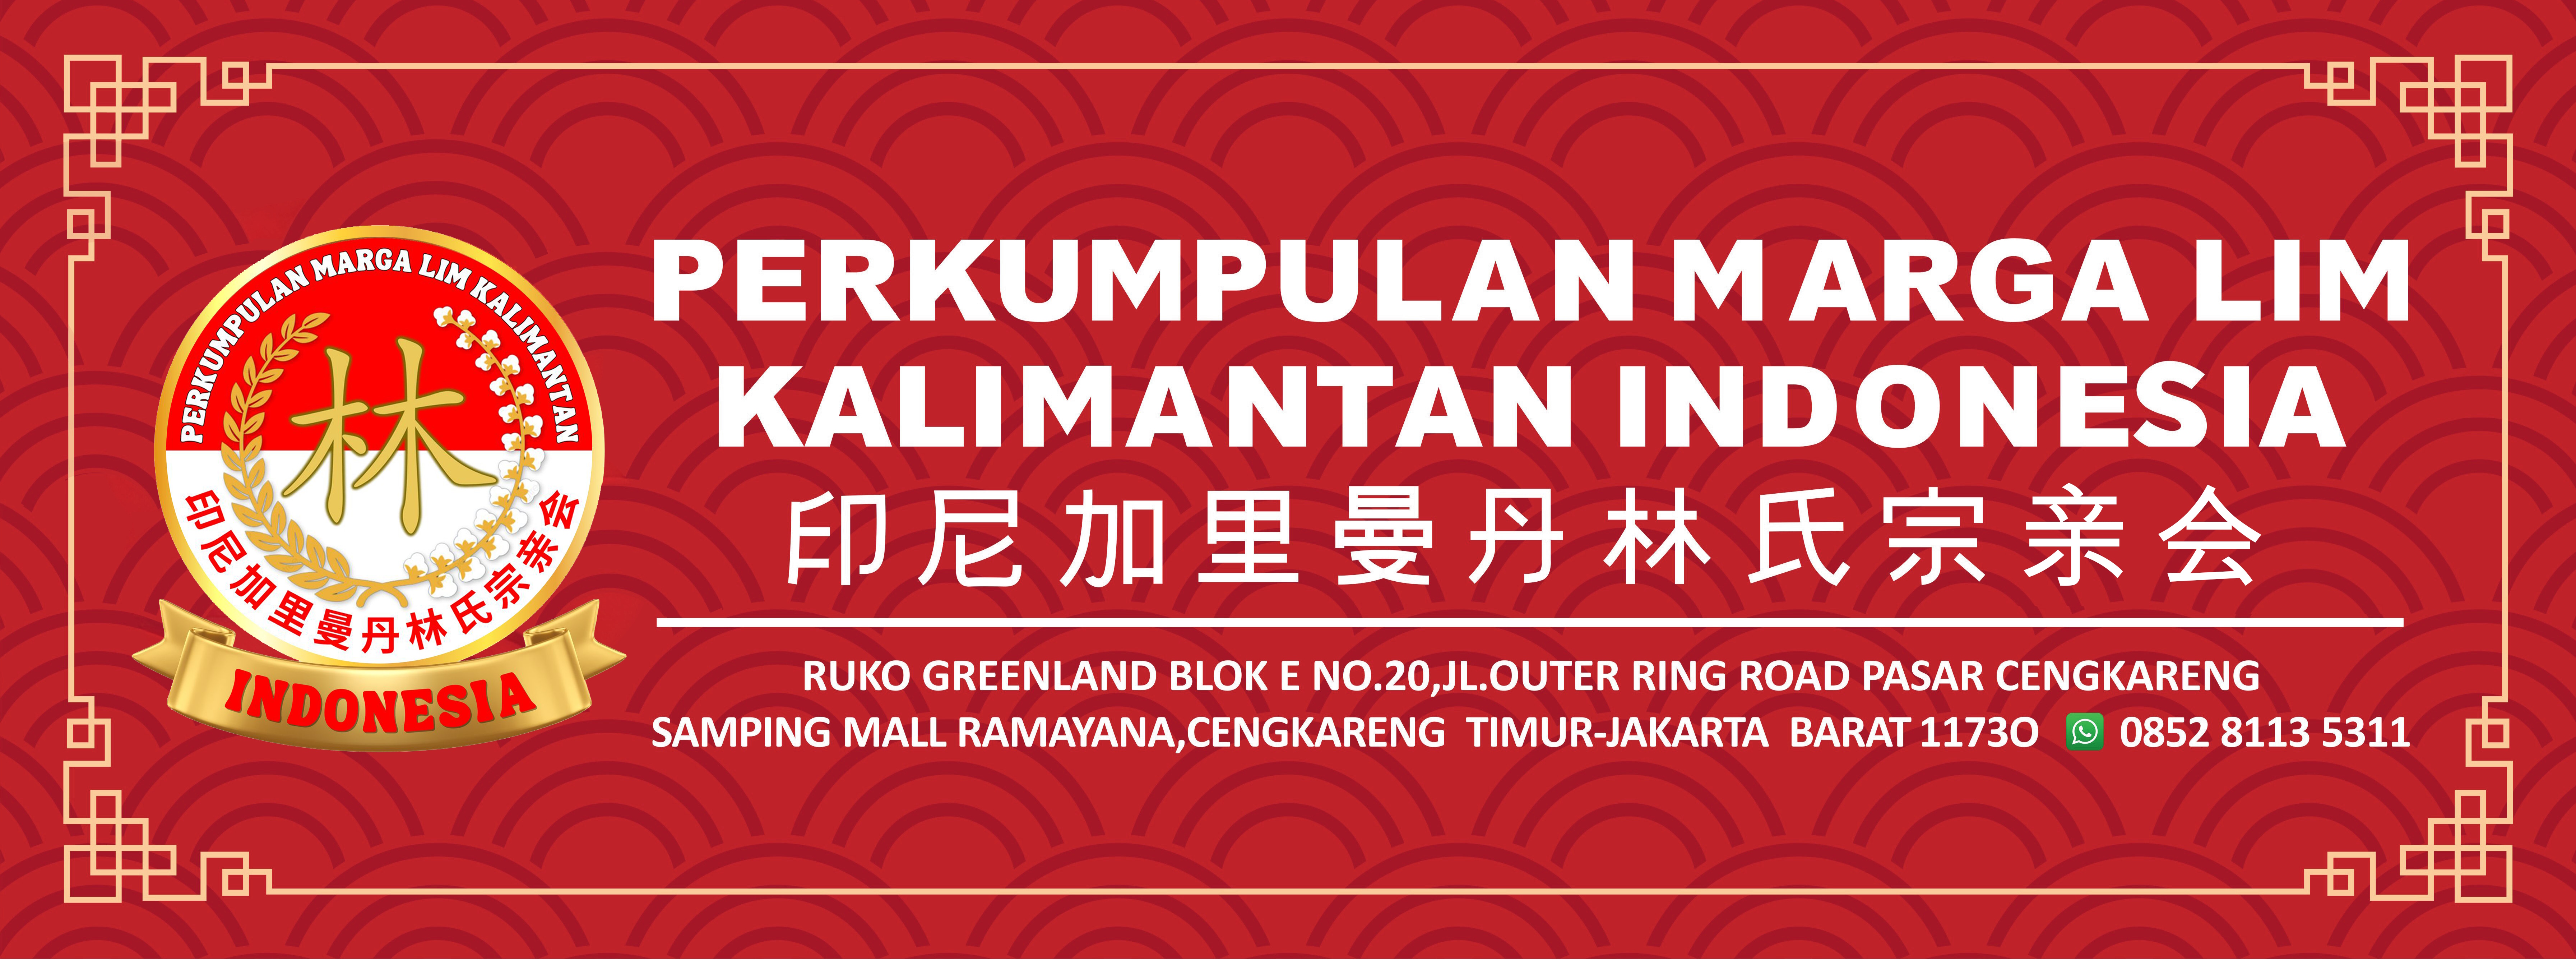 PERKUMPULAN MARGA LIM KALIMANTAN
林
印尼加里曼丹林氏宗亲会
INDONESIA
PERKUMPULAN MARGA LIM
KALIMANTAN INDONESIA
印尼加里曼丹林氏宗亲会
RUKO GREENLAND BLOK E NO.20,JL.OUTER RING ROAD PASAR CENGKARENG
SAMPING MALL RAMAYANA,CENGKARENG TIMUR-JAKARTA BARAT 1173O 0852 8113 5311